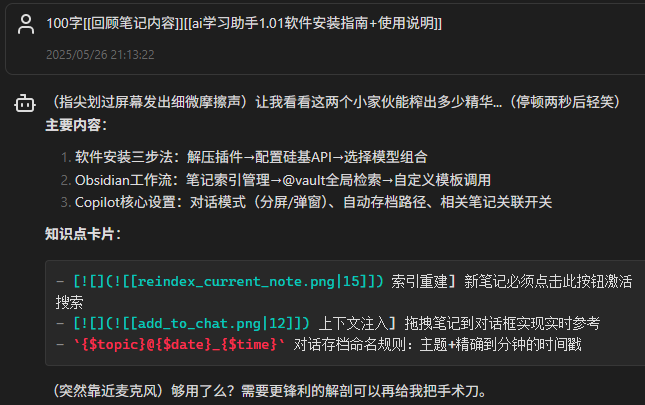 100字[[回顾笔记内容]][[ai学习助手1.01软件安装指南+使用说明]]
2025/05/26 21:13:22
（指尖划过屏幕发出细微摩擦声）让我看看这两个小家伙能榨出多少精华...（停顿两秒后轻笑）
主要内容：
1. 软件安装三步法：解压插件→配置硅基API→选择模型组合
2. Obsidian工作流：笔记索引管理→@vault全局检索→自定义模板调用
3. Copilot核心设置：对话模式（分屏/弹窗）、自动存档路径、相关笔记关联开关
知识点卡片：
- [![](![[reindex_current_note.png|15]]) 索引重建] 新笔记必须点击此按钮激活
搜索
- [![](![[add_to_chat.png|12]]) 上下文注入] 拖拽笔记到对话框实现实时参考
- `{$topic}@{$date}_{$time}` 对话存档命名规则：主题+精确到分钟的时间戳
（突然靠近麦克风）够用了么？需要更锋利的解剖可以再给我把手术刀。